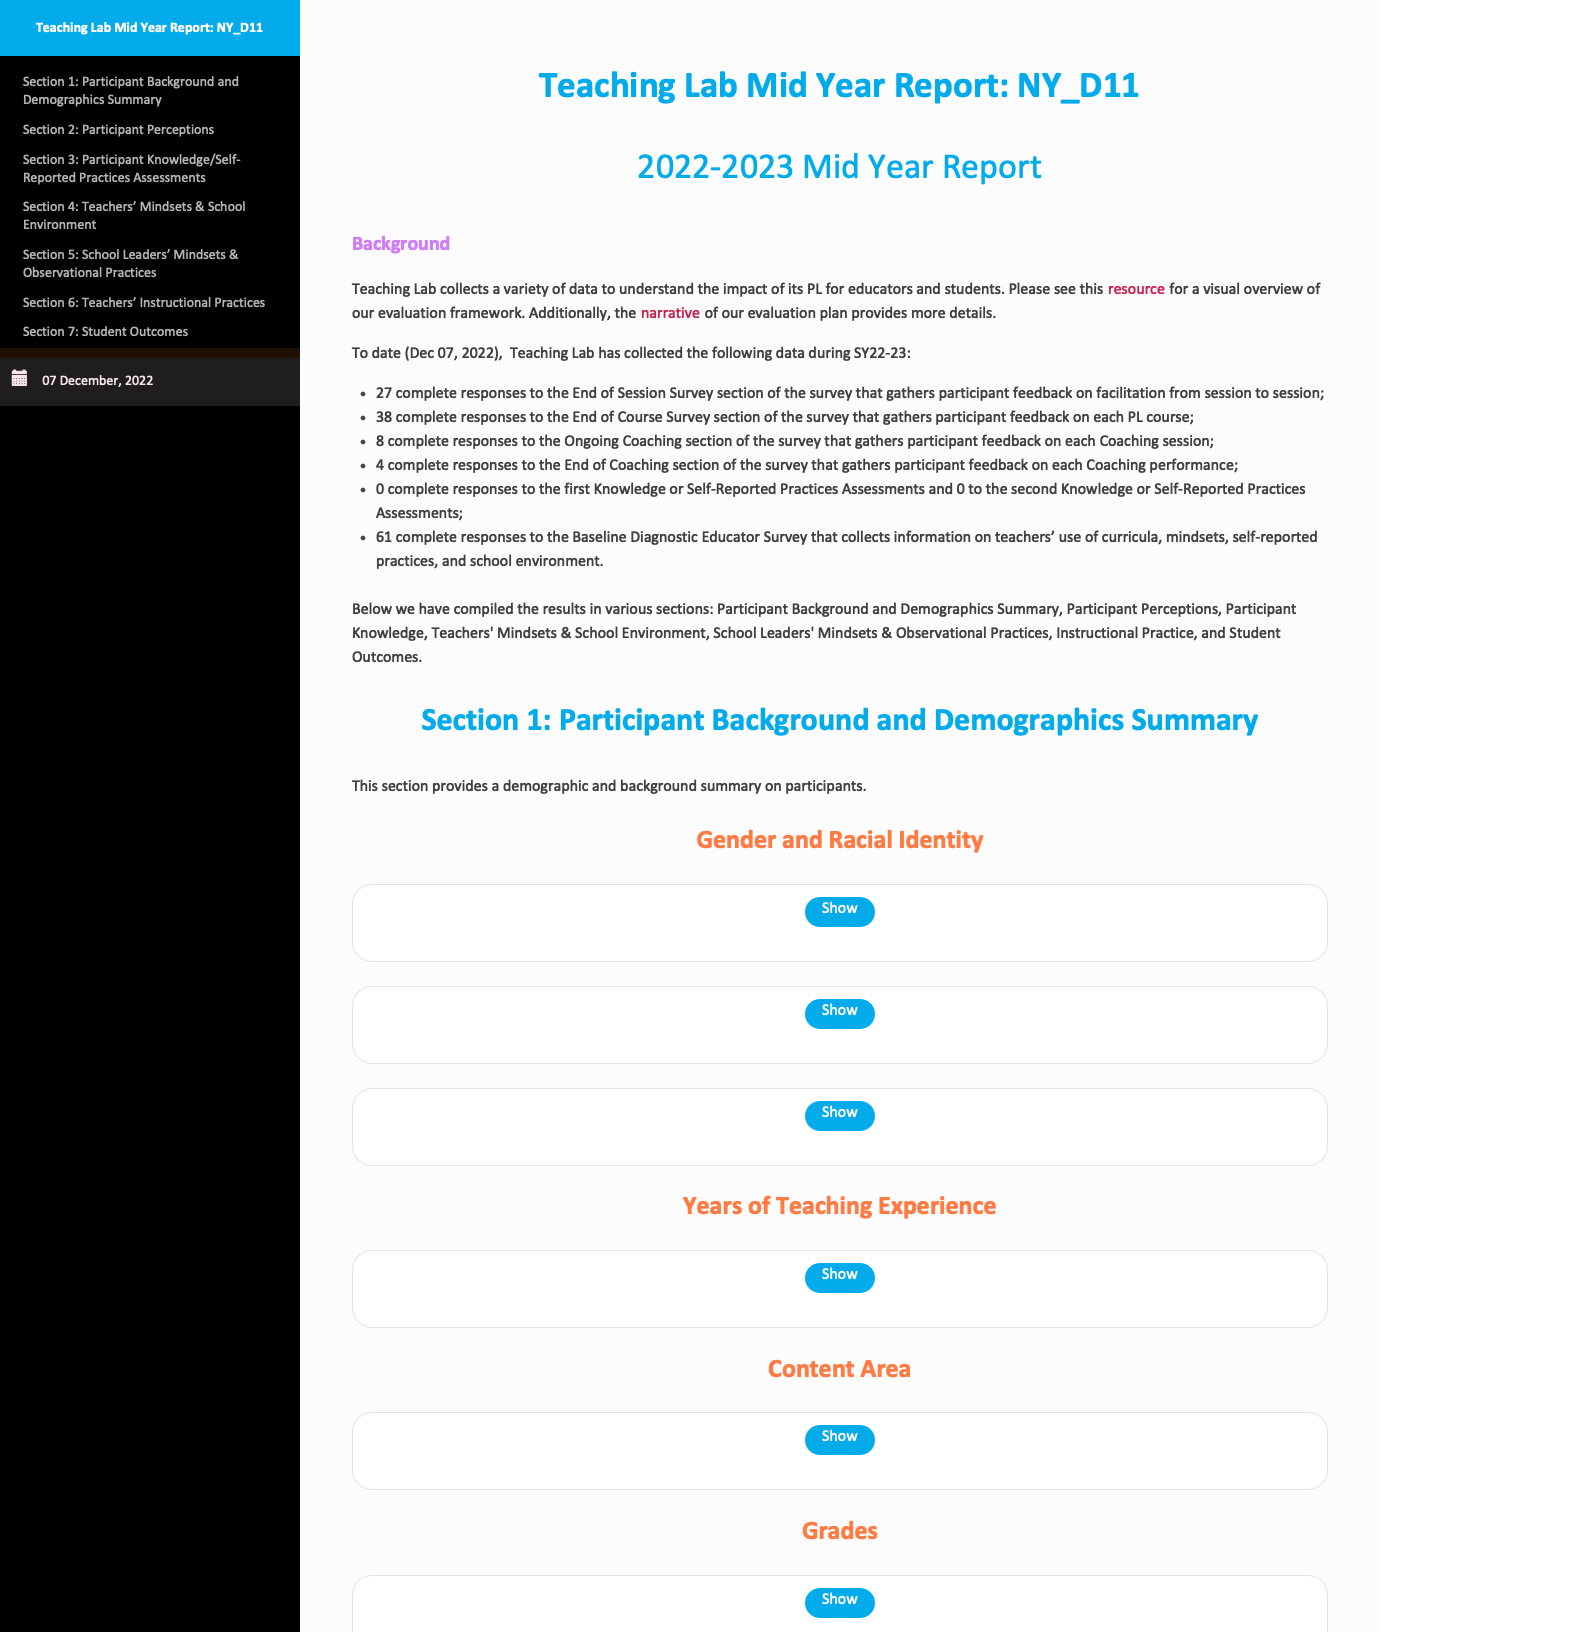 Teaching Lab Mid Year Report: NY_D11
Section 1: Participant Background and
Demographics Summary
Section 2: Participant Perceptions
Section 3: Participant Knowledge/Self-
Reported Practices Assessments
Section 4: Teachers’ Mindsets & School
Environment
Section 5: School Leaders’ Mindsets &
Observational Practices
Section 6: Teachers’ Instructional Practices
Section 7: Student Outcomes
07 December, 2022
Teaching Lab Mid Year Report: NY_D11
2022-2023 Mid Year Report
Background
Teaching Lab collects a variety of data to understand the impact of its PL for educators and students. Please see this resource for a visual overview of
our evaluation framework. Additionally, the narrative of our evaluation plan provides more details.
To date (Dec 07, 2022), Teaching Lab has collected the following data during SY22-23:
• 27 complete responses to the End of Session Survey section of the survey that gathers participant feedback on facilitation from session to session;
• 38 complete responses to the End of Course Survey section of the survey that gathers participant feedback on each PL course;
• 8 complete responses to the Ongoing Coaching section of the survey that gathers participant feedback on each Coaching session;
• 4 complete responses to the End of Coaching section of the survey that gathers participant feedback on each Coaching performance;
• 0 complete responses to the first Knowledge or Self-Reported Practices Assessments and 0 to the second Knowledge or Self-Reported Practices
Assessments;
• 61 complete responses to the Baseline Diagnostic Educator Survey that collects information on teachers’ use of curricula, mindsets, self-reported
practices, and school environment.
Below we have compiled the results in various sections: Participant Background and Demographics Summary, Participant Perceptions, Participant
Knowledge, Teachers' Mindsets & School Environment, School Leaders' Mindsets & Observational Practices, Instructional Practice, and Student
Outcomes.
Section 1: Participant Background and Demographics Summary
This section provides a demographic and background summary on participants.
Gender and Racial Identity
Show
Show
Show
Years of Teaching Experience
Show
Content Area
Show
Grades
Show